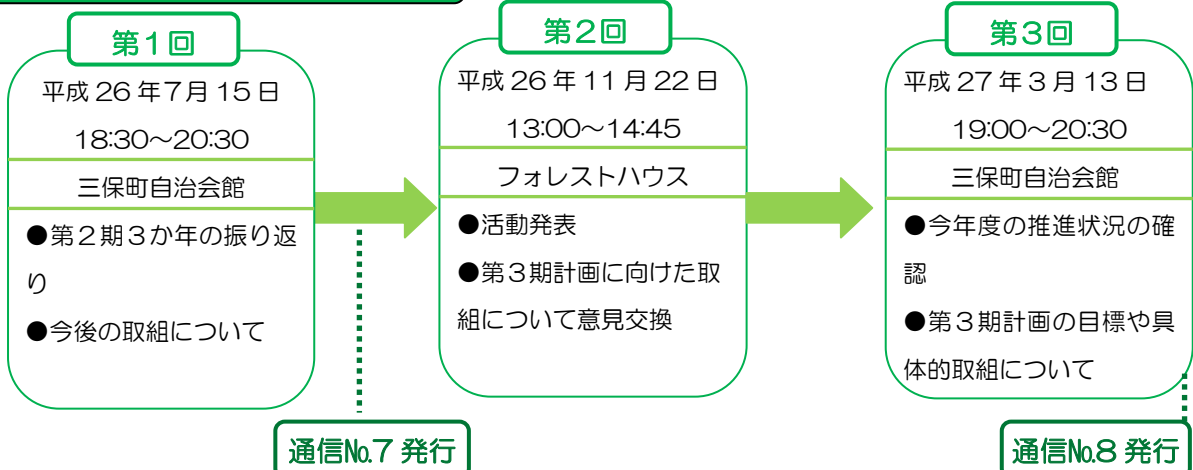 第1回
平成 26 年7月 15 日
18:30～20:30
三保町自治会館
●第２期３か年の振り返
り
●今後の取組について
第２回
平成 26 年 11 月 22 日
13:00～14:45
フォレストハウス
●活動発表
●第３期計画に向けた取
組について意見交換
第３回
平成 27 年 3 月 13 日
19:00～20:30
三保町自治会館
●今年度の推進状況の確
認
●第３期計画の目標や具
体的取組について
通信№7 発行
通信№8 発行